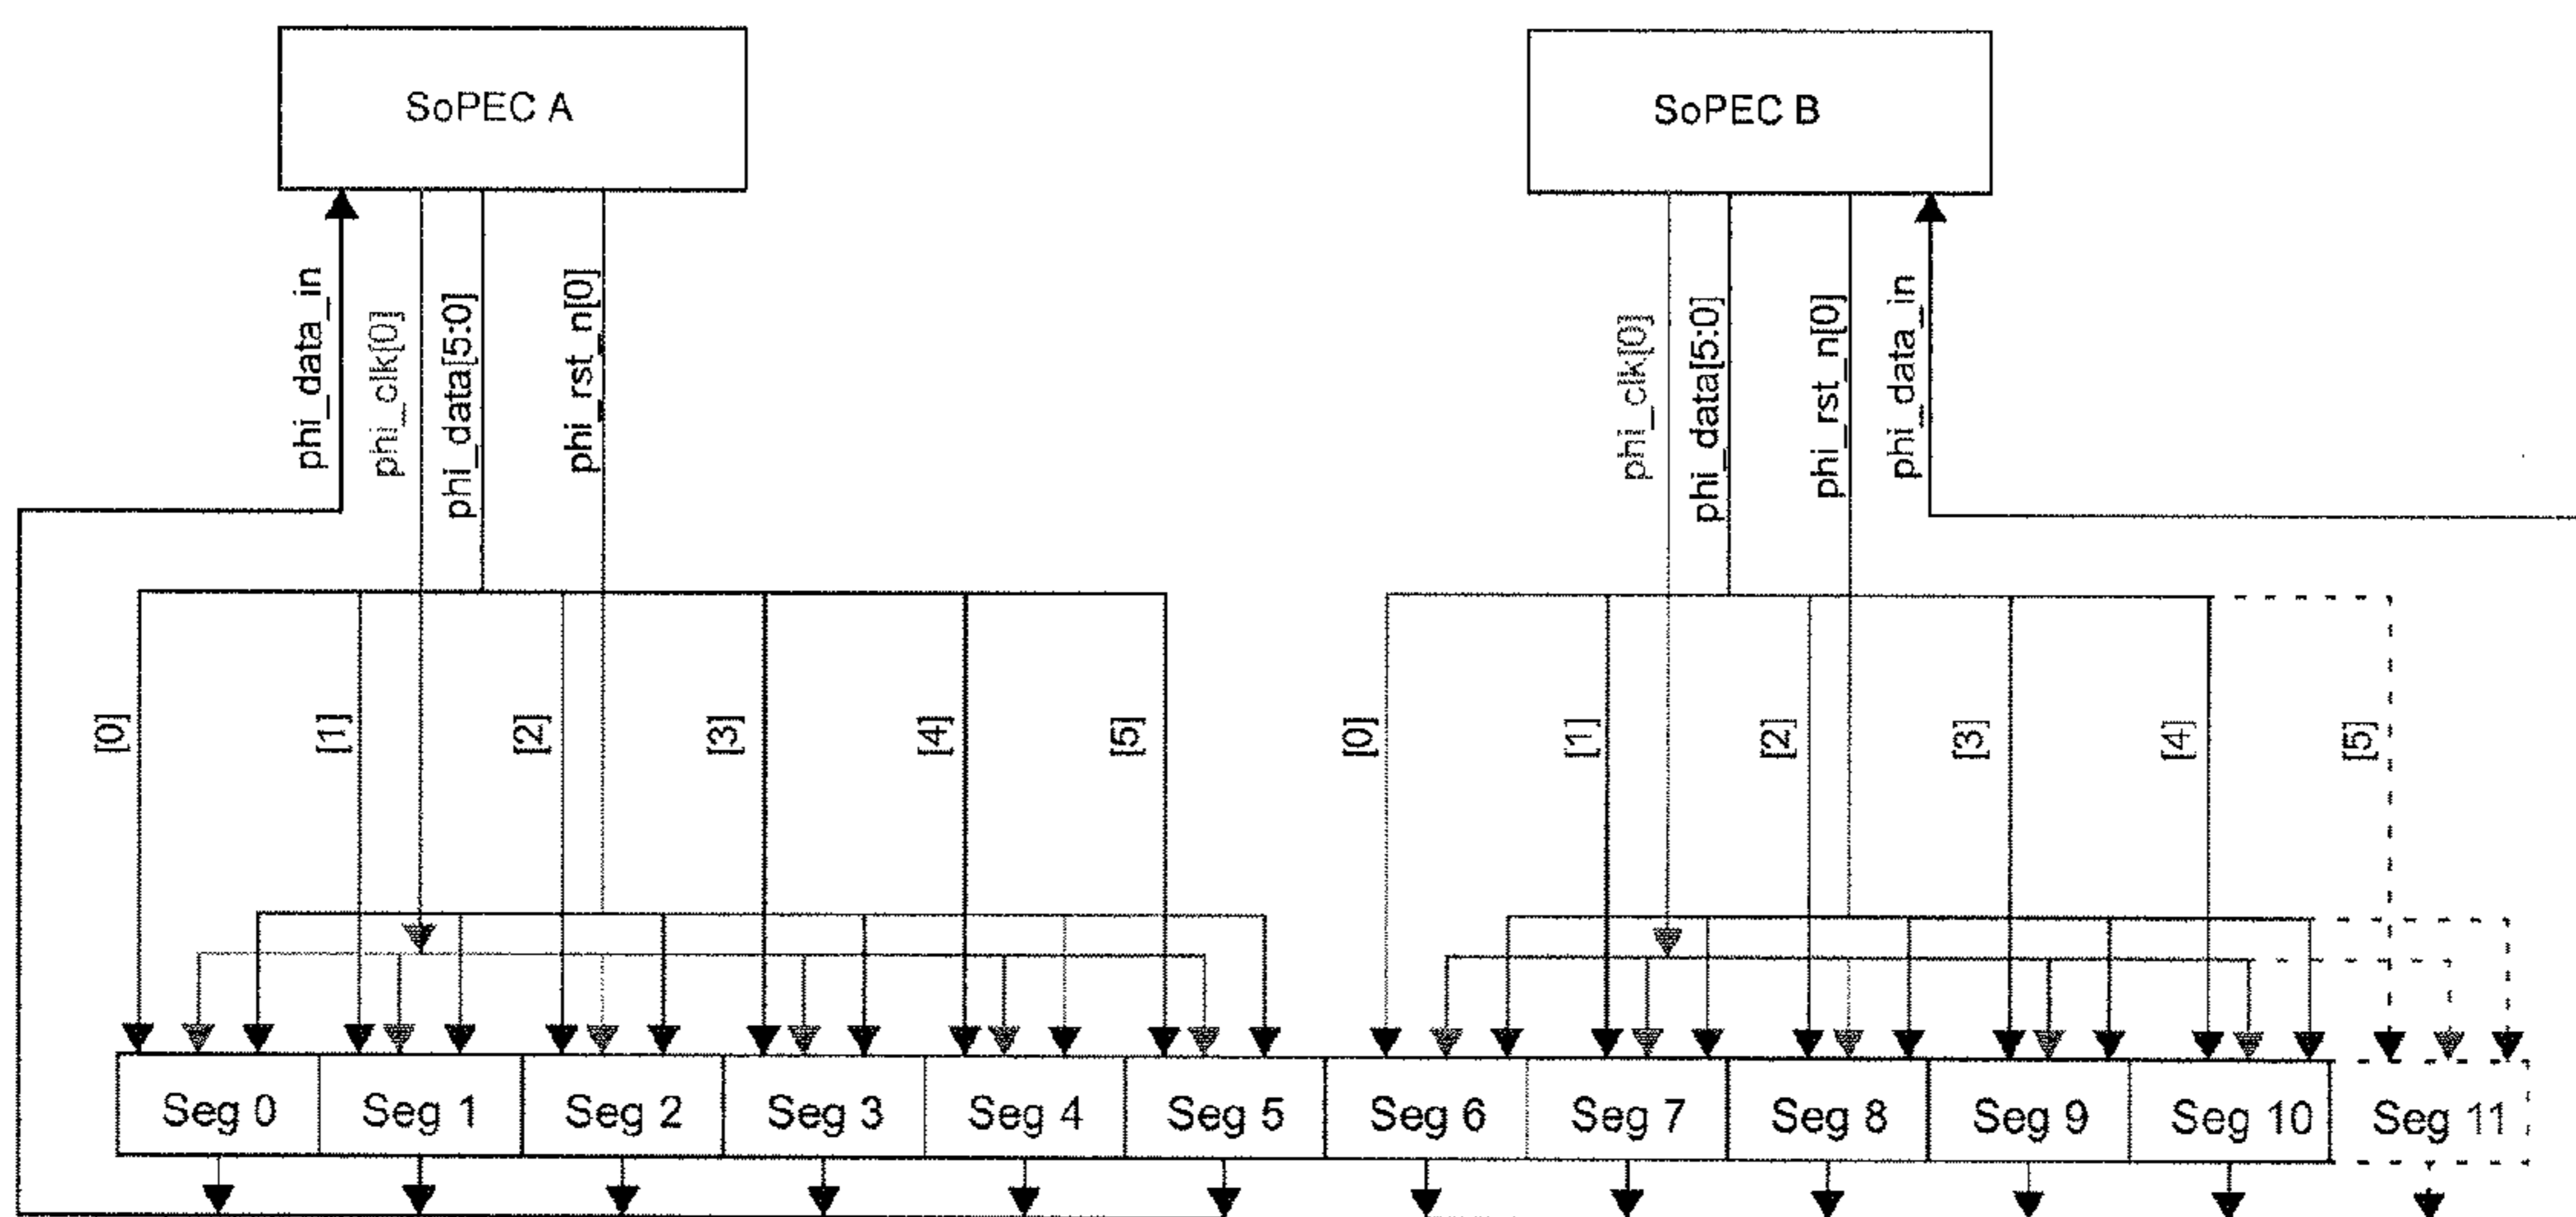 SoPEC A
SoPEC B
phi_data_in
phi_clk[0]
phi_data[5:0]
phi_rst_n[0]
phi_clk[0]
phi_data[5:0]
phi_rst_n[0]
phi_data_in
[0]
[1]
[2]
[3]
[4]
[5]
[0]
[1]
[2]
[3]
[4]
[5]
Seg 0
Seg 1
Seg 2
Seg 3
Seg 4
Seg 5
Seg 6
Seg 7
Seg 8
Seg 9
Seg 10
Seg 11